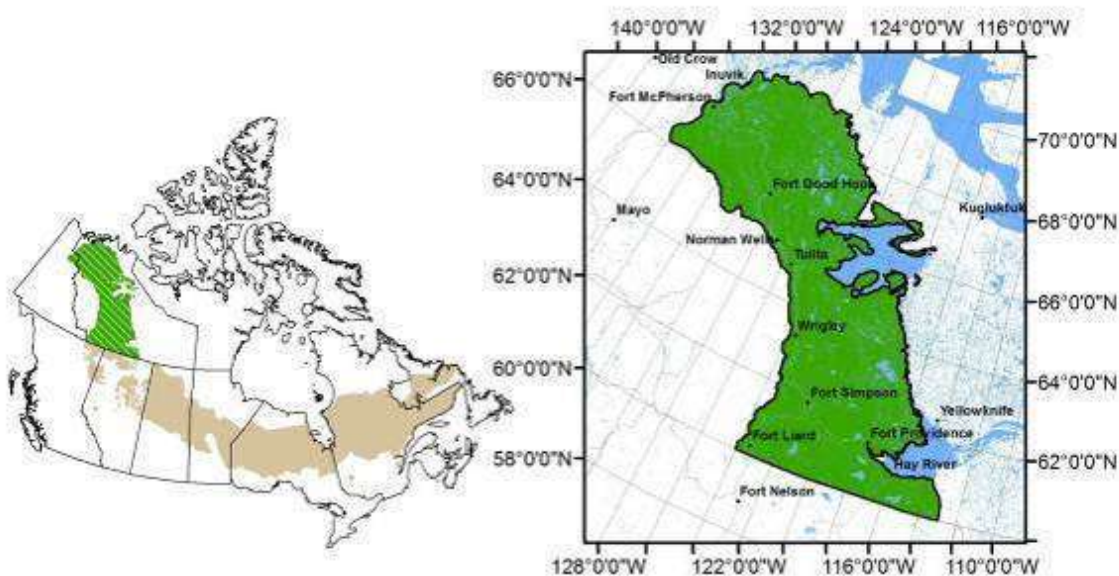 140°0'0"W 132°0'0"W 124°0'0"W 116°0'0"W
66°0'0"N
Old Crow
Inuvik
Fort McPherson
70°0'0"N
64°0'0"N
Fort Good Hope
Mayo
Kugluktuk
68°0'0"N
Norman Wells
Tulita
62°0'0"N
66°0'0"N
Wrigley
60°0'0"N
64°0'0"N
Fort Simpson
Yellowknife
Fort Liard
Fort Providence
58°0'0"N
Hay River
62°0'0"N
Fort Nelson
128°0'0"W 122°0'0"W 116°0'0"W 110°0'0"W